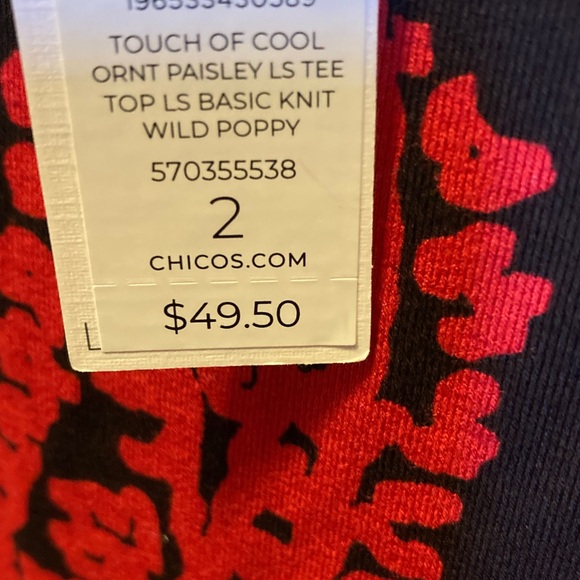 196533430589
TOUCH OF COOL
ORNT PAISLEY LS TEE
TOP LS BASIC KNIT
WILD POPPY
570355538
2
CHICOS.COM
$49.50
L